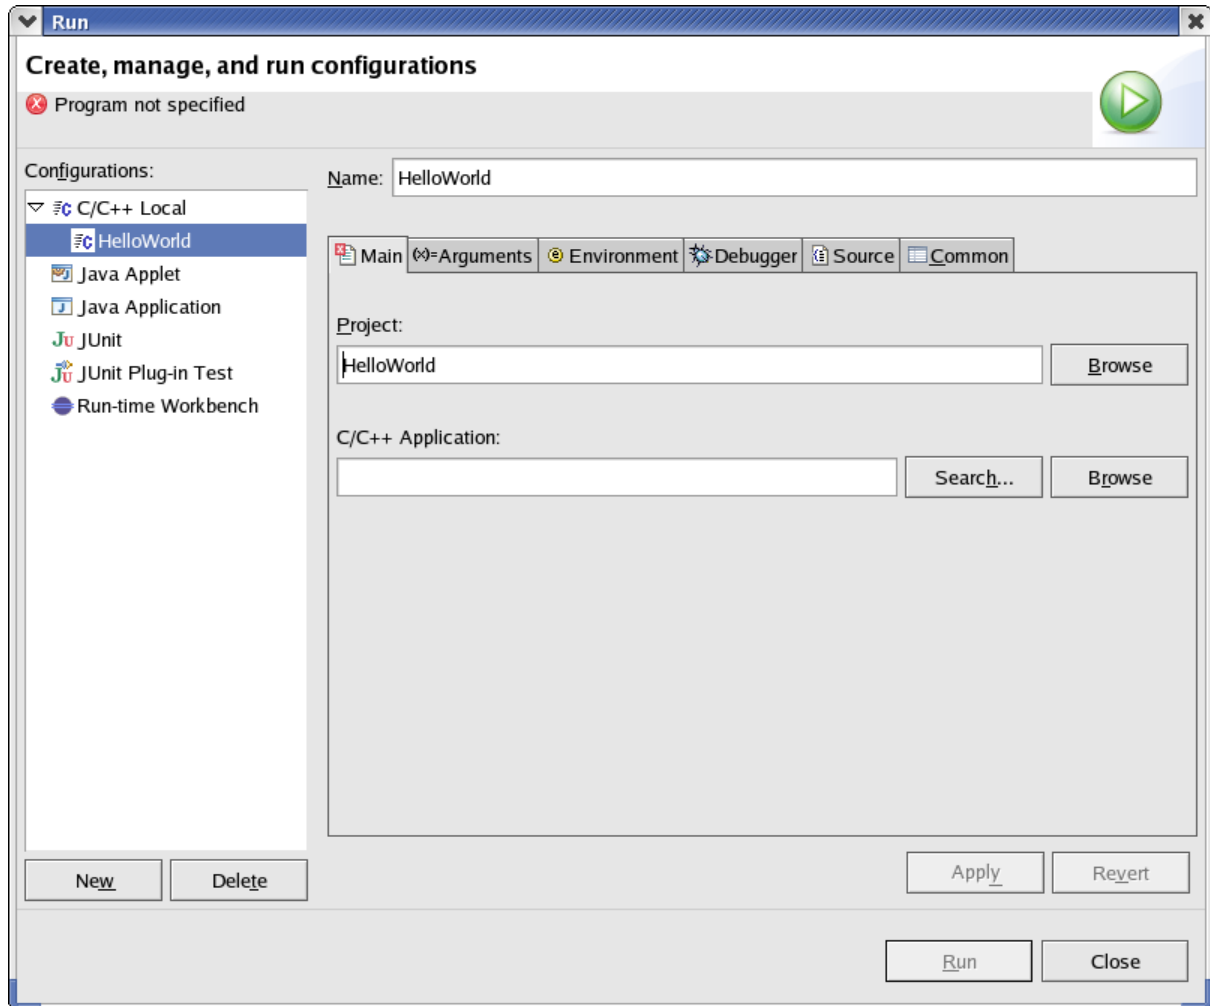 Run
Create, manage, and run configurations
Program not specified
Configurations:
C/C++ Local
HelloWorld
Java Applet
Java Application
JUnit
JUnit Plug-in Test
Run-time Workbench
New Delete
Name: HelloWorld
Main (x)=Arguments Environment Debugger Source Common
Project:
HelloWorld Browse
C/C++ Application:
Search... Browse
Apply Revert
Run Close